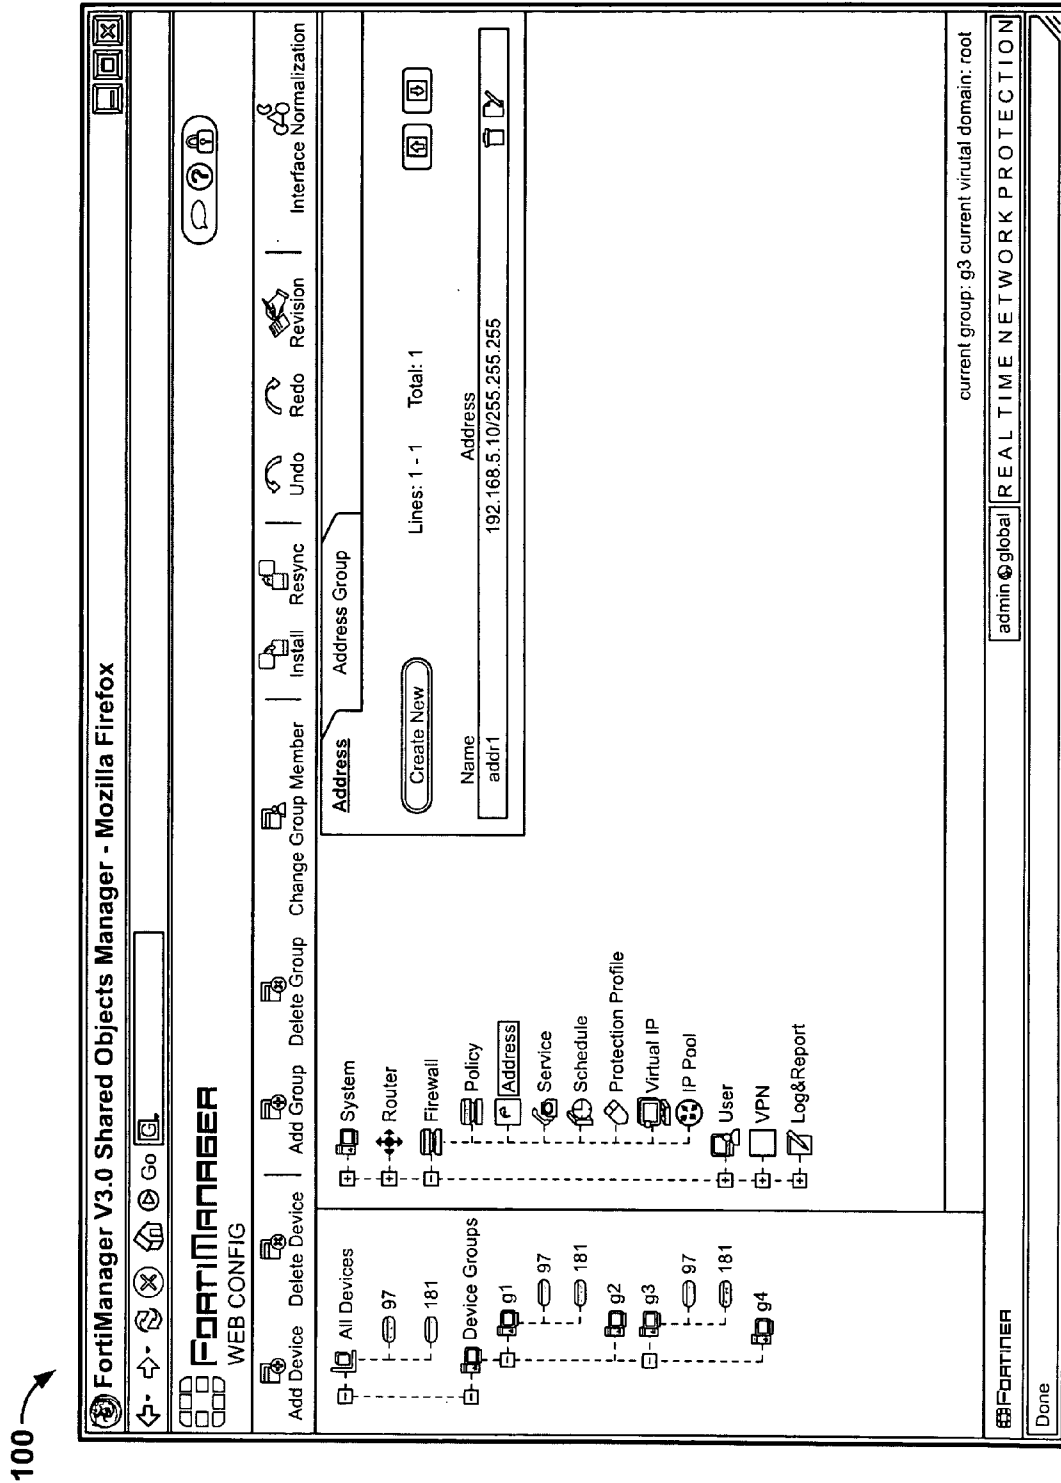 100
FortiManager V3.0 Shared Objects Manager - Mozilla Firefox
Go G
FORTIMANAGER
WEB CONFIG
?
Add Device Delete Device Add Group Delete Group Change Group Member Install Resync Undo Redo Revision Interface Normalization
All Devices
97
181
Device Groups
g1
97
181
g2
g3
97
181
g4
System
Router
Firewall
Policy
Address
Service
Schedule
Protection Profile
Virtual IP
IP Pool
User
VPN
Log&Report
Address Address Group
Create New Lines: 1 - 1 Total: 1
Name Address
addr1 192.168.5.10/255.255.255.255
current group: g3 current virutal domain: root
FORTINER admin@global REAL TIME NETWORK PROTECTION
Done